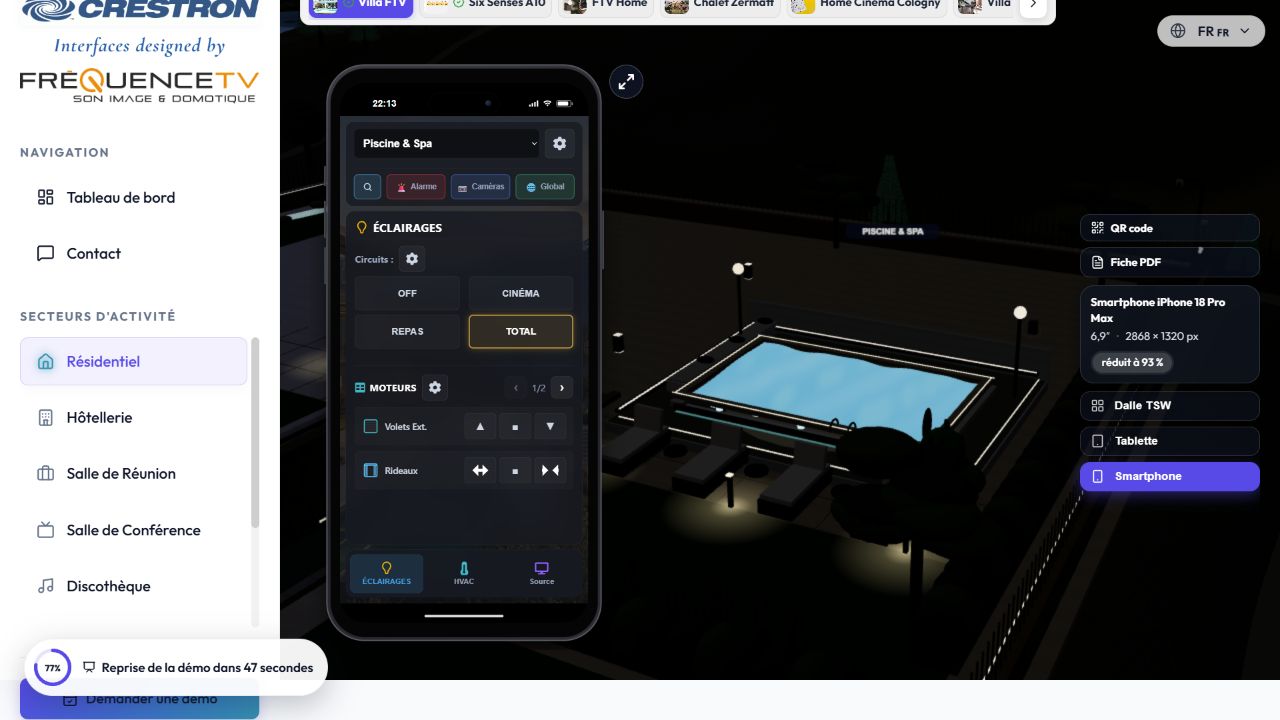 CRESTRON
Interfaces designed by
FRÉQUENCETV
SON IMAGE & DOMOTIQUE
NAVIGATION
Tableau de bord
Contact
SECTEURS D'ACTIVITÉ
Résidentiel
Hôtellerie
Salle de Réunion
Salle de Conférence
Discothèque
77%
Reprise de la démo dans 47 secondes
Demander une démo
Villa FTV
Six Senses A10
FTV Home
Chalet Zermatt
Home Cinema Cologny
Villa
FR FR
22:13
Piscine & Spa
Alarme
Caméras
Global
ÉCLAIRAGES
Circuits :
OFF
CINÉMA
REPAS
TOTAL
MOTEURS
1/2
Volets Ext.
Rideaux
ÉCLAIRAGES
HVAC
Source
PISCINE & SPA
QR code
Fiche PDF
Smartphone iPhone 18 Pro
Max
6,9" · 2868 × 1320 px
réduit à 93 %
Dalle TSW
Tablette
Smartphone